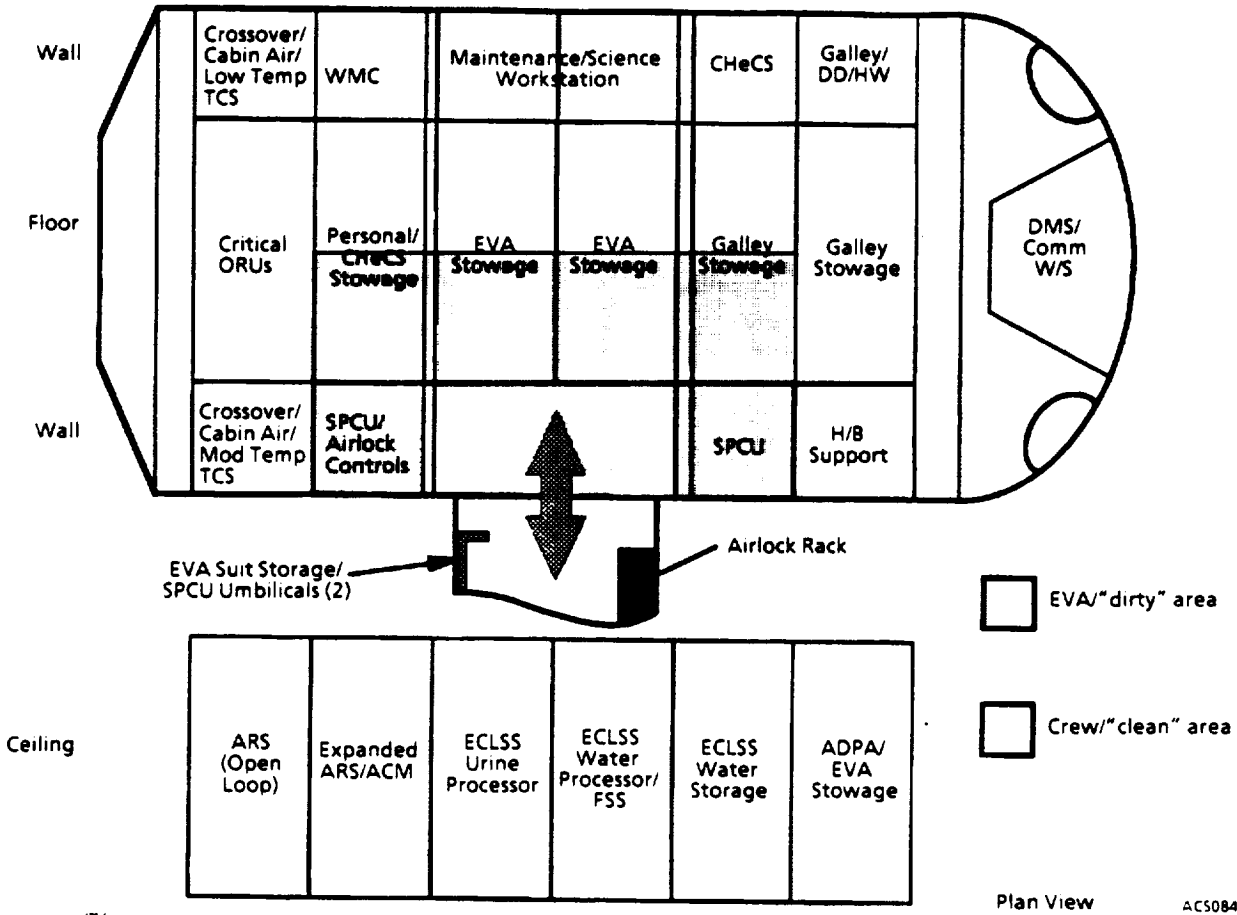 Wall
Crossover/
Cabin Air/
Low Temp
TCS
WMC
Maintenance/Science
Workstation
CHeCS
Galley/
DD/HW
Floor
Critical
ORUs
Personal/
CHeCS
Stowage
EVA
Stowage
EVA
Stowage
Galley
Stowage
Galley
Stowage
DMS/
Comm
W/S
Wall
Crossover/
Cabin Air/
Mod Temp
TCS
SPCU/
Airlock
Controls
SPCU
H/B
Support
EVA Suit Storage/
SPCU Umbilicals (2)
Airlock Rack
EVA/"dirty" area
Crew/"clean" area
Ceiling
ARS
(Open
Loop)
Expanded
ARS/ACM
ECLSS
Urine
Processor
ECLSS
Water
Processor/
FSS
ECLSS
Water
Storage
ADPA/
EVA
Stowage
Plan View
ACS084